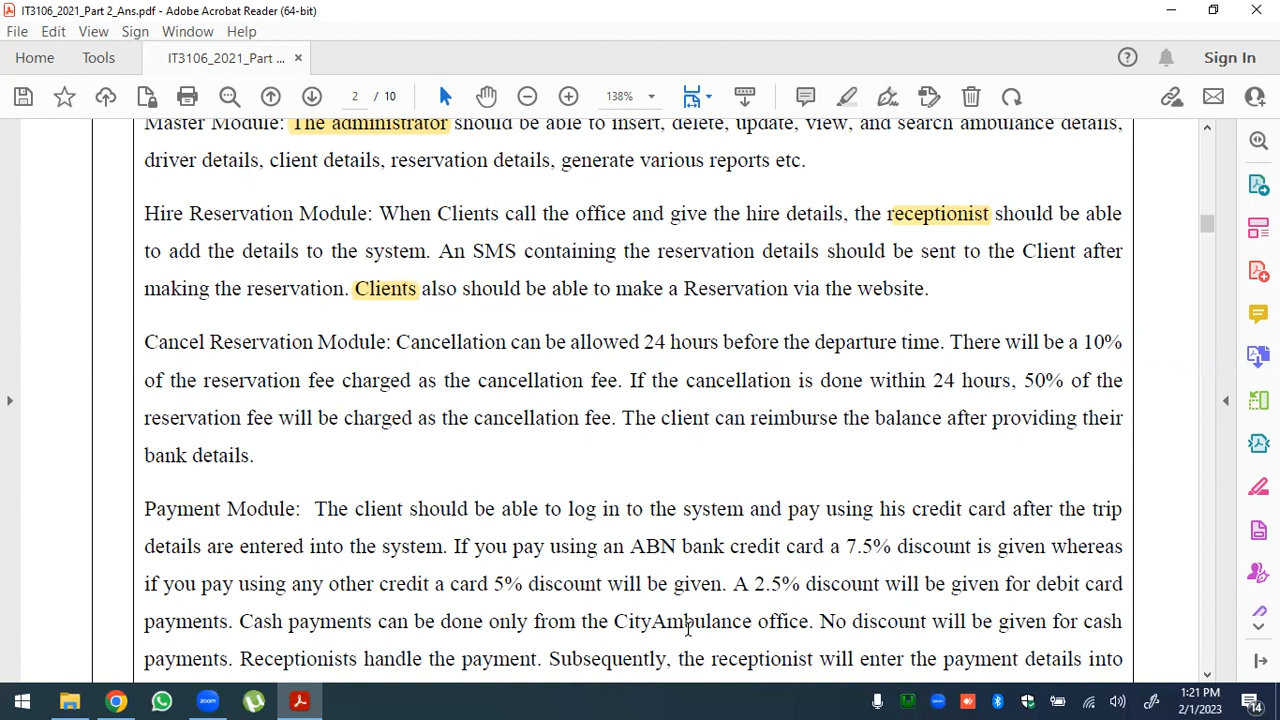 IT3106_2021_Part 2_Ans.pdf - Adobe Acrobat Reader (64-bit)
File Edit View Sign Window Help
Home Tools IT3106_2021_Part ... × Sign In
2 / 10 138%
Master Module: The administrator should be able to insert, delete, update, view, and search ambulance details,
driver details, client details, reservation details, generate various reports etc.
Hire Reservation Module: When Clients call the office and give the hire details, the receptionist should be able
to add the details to the system. An SMS containing the reservation details should be sent to the Client after
making the reservation. Clients also should be able to make a Reservation via the website.
Cancel Reservation Module: Cancellation can be allowed 24 hours before the departure time. There will be a 10%
of the reservation fee charged as the cancellation fee. If the cancellation is done within 24 hours, 50% of the
reservation fee will be charged as the cancellation fee. The client can reimburse the balance after providing their
bank details.
Payment Module: The client should be able to log in to the system and pay using his credit card after the trip
details are entered into the system. If you pay using an ABN bank credit card a 7.5% discount is given whereas
if you pay using any other credit a card 5% discount will be given. A 2.5% discount will be given for debit card
payments. Cash payments can be done only from the CityAmbulance office. No discount will be given for cash
payments. Receptionists handle the payment. Subsequently, the receptionist will enter the payment details into
zoom
1:21 PM
2/1/2023
14